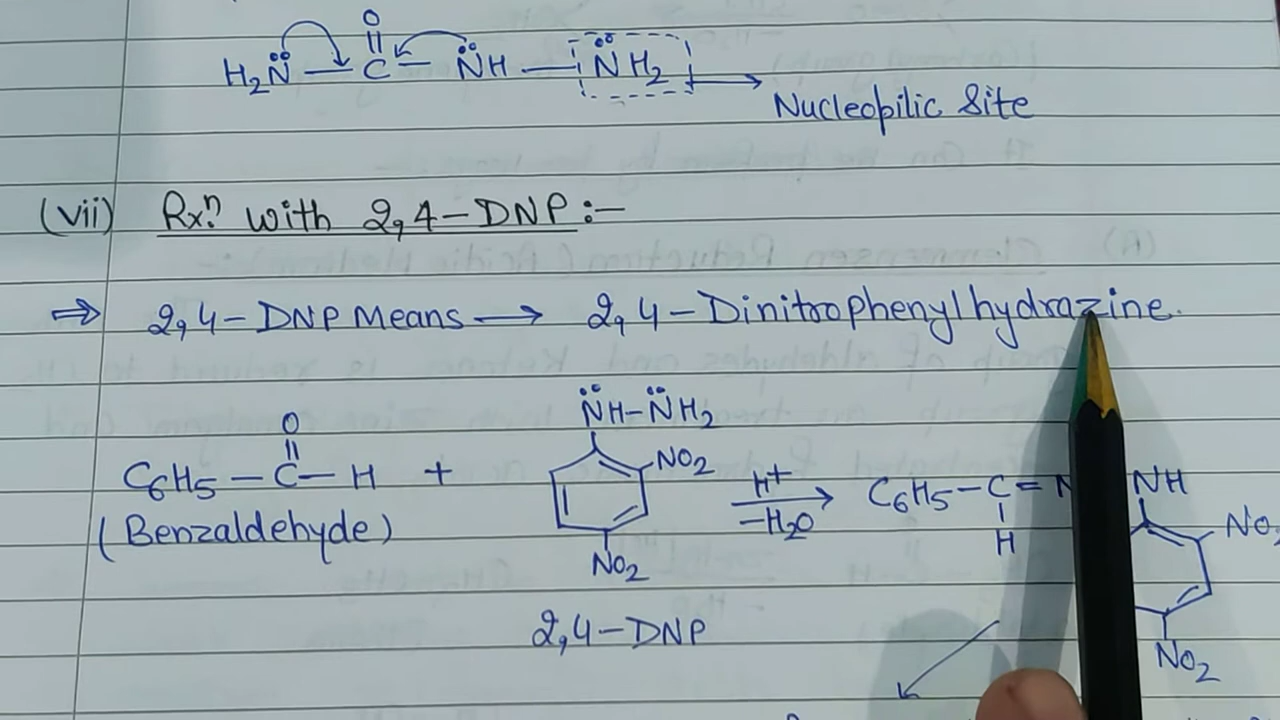 O
H₂N̈ — C — N̈H — N̈H₂
Nucleopilic Site
(vii) Rxⁿ. With 2,4-DNP:-
⇒ 2,4-DNP Means → 2,4-Dinitrophenylhydrazine.
N̈H-N̈H₂
O
C₆H₅ — C — H + NO₂ H⁺ C₆H₅ - C = N NH
(Benzaldehyde) -H₂O H NO₂
NO₂
2,4-DNP
NO₂